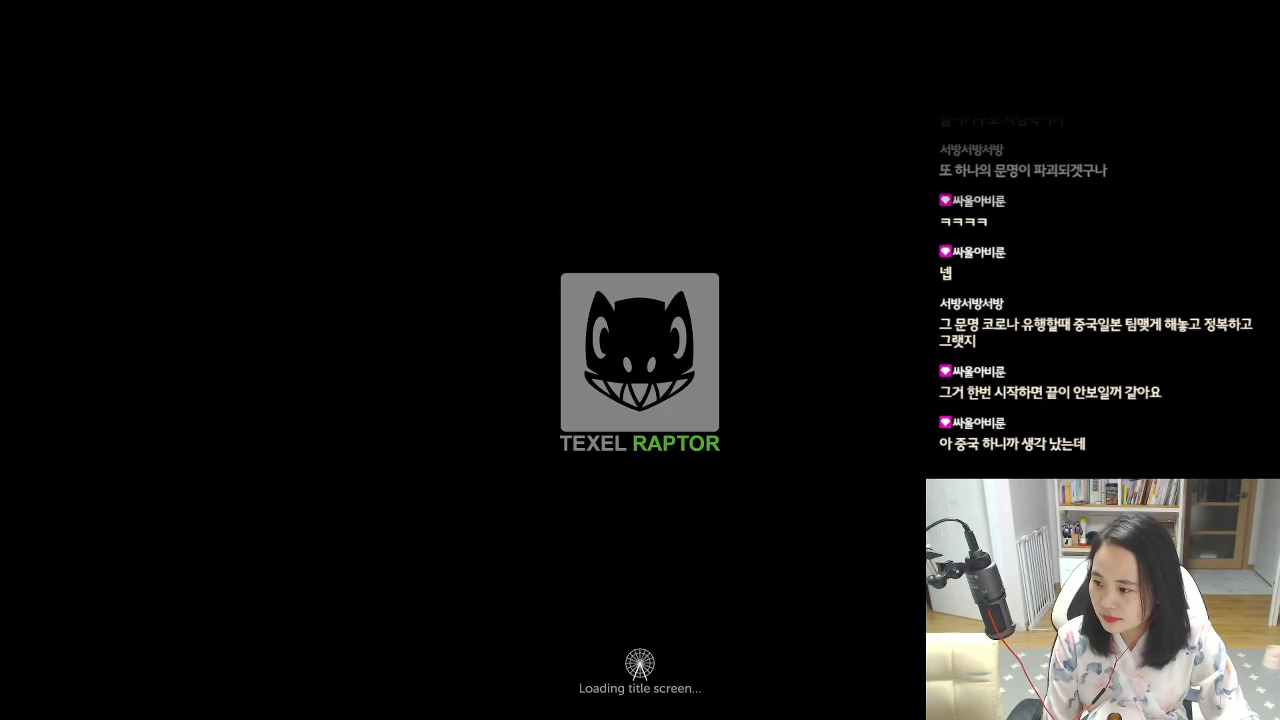 서방서방서방
또 하나의 문명이 파괴되겟구나
싸울아비룬
ㅋㅋㅋㅋ
싸울아비룬
넵
서방서방서방
그 문명 코로나 유행할때 중국일본 팀맺게 해놓고 정복하고
그랫지
싸울아비룬
그거 한번 시작하면 끝이 안보일꺼 같아요
싸울아비룬
아 중국 하니까 생각 났는데
TEXEL RAPTOR
Loading title screen...